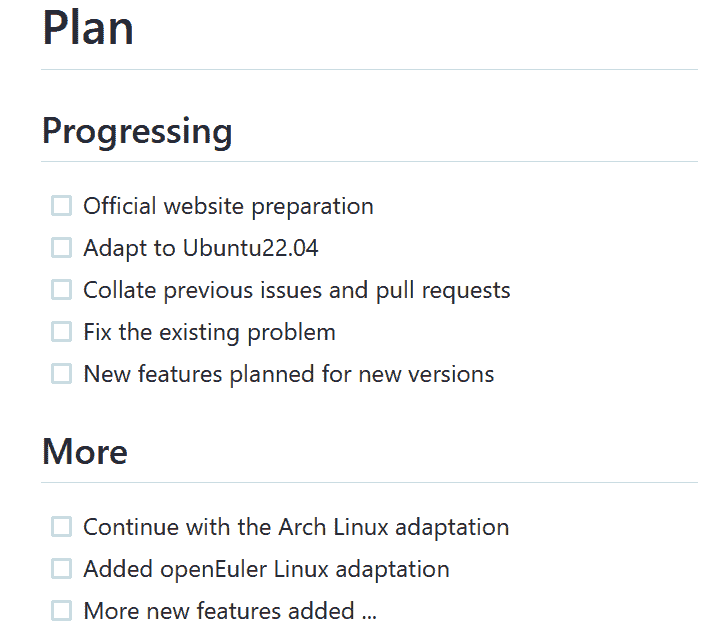 Plan
Progressing
Official website preparation
Adapt to Ubuntu22.04
Collate previous issues and pull requests
Fix the existing problem
New features planned for new versions
More
Continue with the Arch Linux adaptation
Added openEuler Linux adaptation
More new features added ...